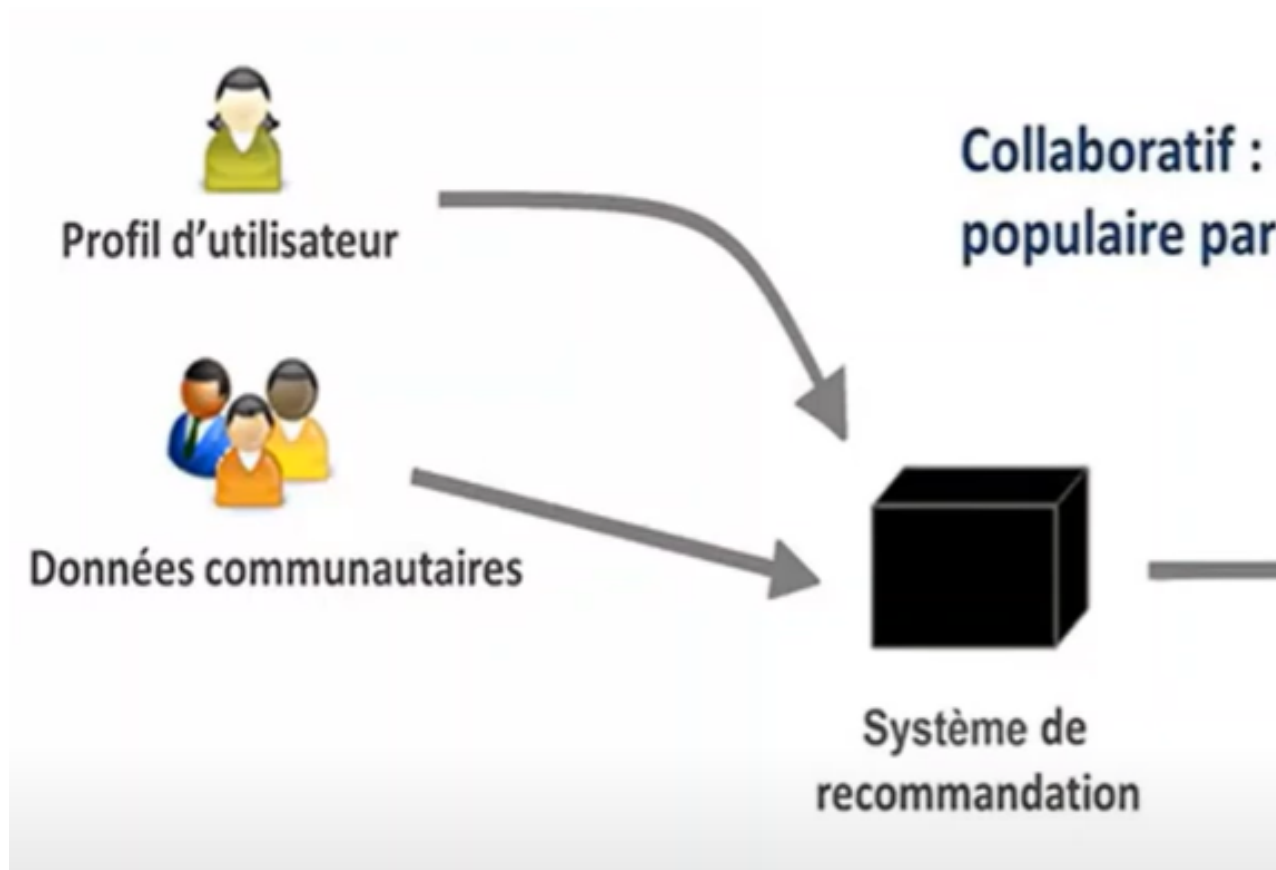 Collaboratif :
populaire par
Profil d’utilisateur
Données communautaires
Système de
recommandation